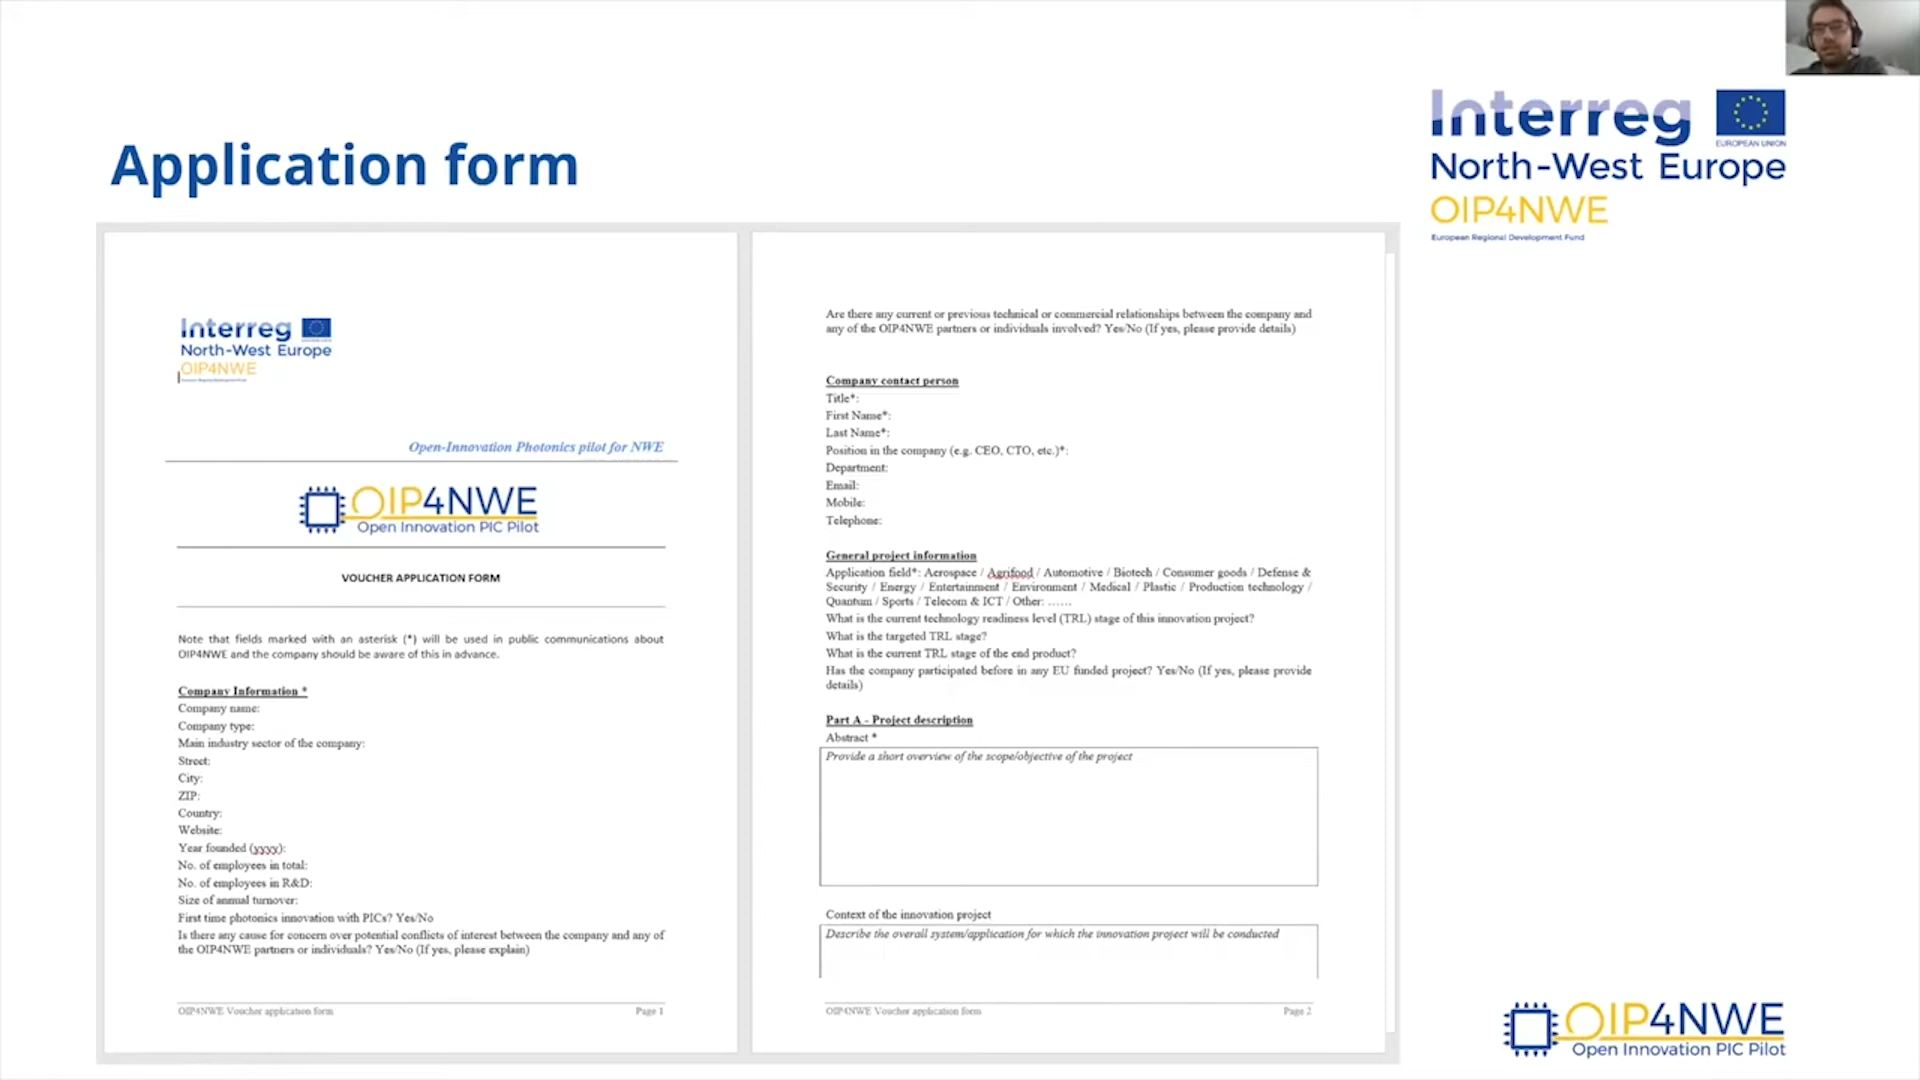 Application form
Interreg
EUROPEAN UNION
North-West Europe
OIP4NWE
European Regional Development Fund
Interreg
North-West Europe
OIP4NWE
Open-Innovation Photonics pilot for NWE
OIP4NWE
Open Innovation PIC Pilot
VOUCHER APPLICATION FORM
Note that fields marked with an asterisk (*) will be used in public communications about
OIP4NWE and the company should be aware of this in advance.
Company Information *
Company name:
Company type:
Main industry sector of the company:
Street:
City:
ZIP:
Country:
Website:
Year founded (yyyy):
No. of employees in total:
No. of employees in R&D:
Size of annual turnover:
First time photonics innovation with PICs? Yes/No
Is there any cause for concern over potential conflicts of interest between the company and any of
the OIP4NWE partners or individuals? Yes/No (If yes, please explain)
OIP4NWE Voucher application form
Page 1
Are there any current or previous technical or commercial relationships between the company and
any of the OIP4NWE partners or individuals involved? Yes/No (If yes, please provide details)
Company contact person
Title*:
First Name*:
Last Name*:
Position in the company (e.g. CEO, CTO, etc.)*:
Department:
Email:
Mobile:
Telephone:
General project information
Application field*: Aerospace / Agrifood / Automotive / Biotech / Consumer goods / Defense &
Security / Energy / Entertainment / Environment / Medical / Plastic / Production technology /
Quantum / Sports / Telecom & ICT / Other: ……
What is the current technology readiness level (TRL) stage of this innovation project?
What is the targeted TRL stage?
What is the current TRL stage of the end product?
Has the company participated before in any EU funded project? Yes/No (If yes, please provide
details)
Part A - Project description
Abstract *
Provide a short overview of the scope/objective of the project
Context of the innovation project
Describe the overall system/application for which the innovation project will be conducted
OIP4NWE Voucher application form
Page 2
OIP4NWE
Open Innovation PIC Pilot